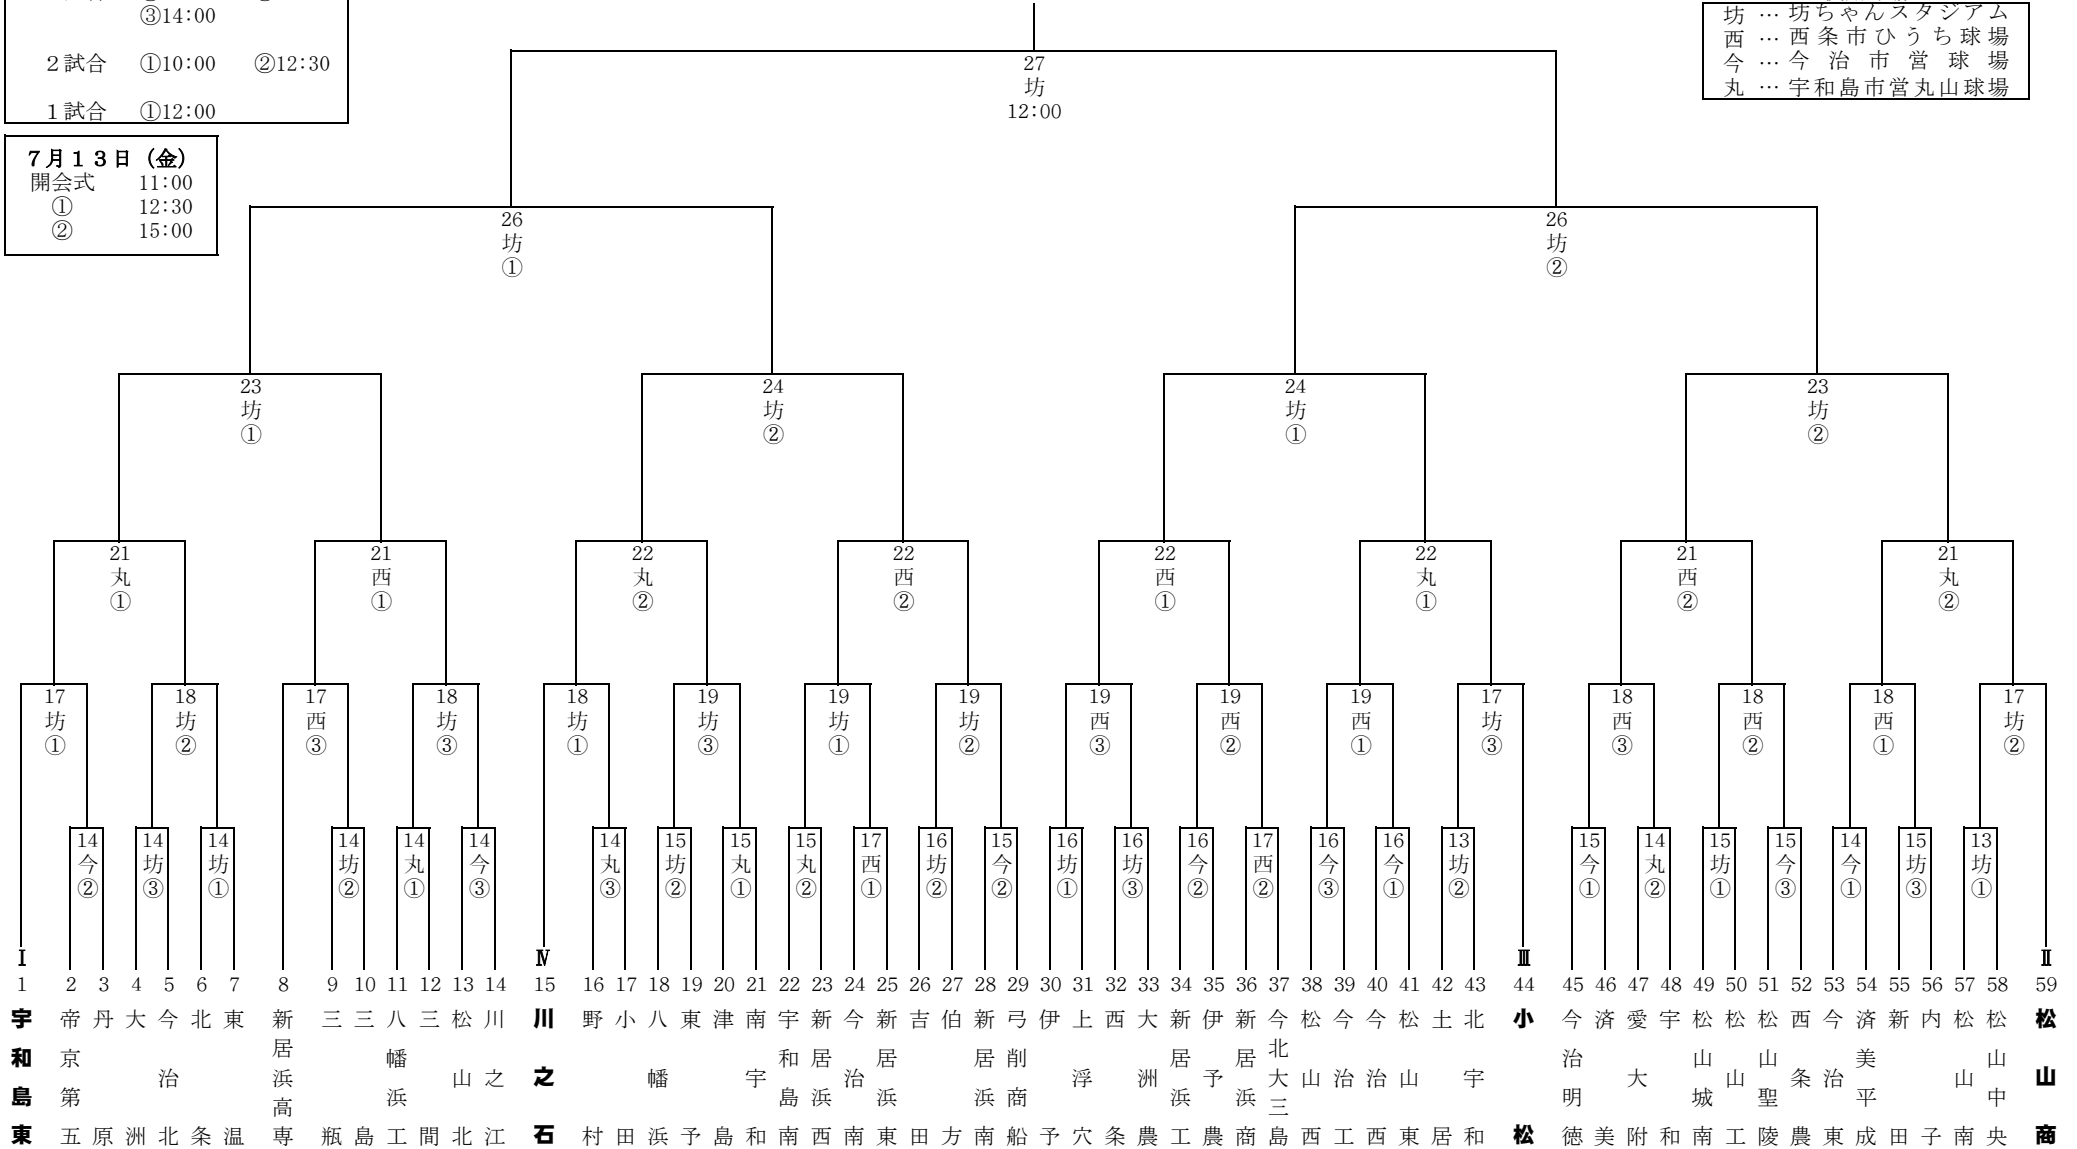 ③14:00
２試合 ①10:00 ②12:30
１試合 ①12:00
坊 … 坊ちゃんスタジアム
西 … 西条市ひうち球場
今 … 今治市営球場
丸 … 宇和島市営丸山球場
７月１３日（金）
開会式 11:00
① 12:30
② 15:00
27
坊
12:00
26 26
坊 坊
① ②
23 24 24 23
坊 坊 坊 坊
① ② ① ②
21 21 22 22 22 22 21 21
丸 西 丸 西 西 丸 西 丸
① ① ② ② ① ① ② ②
17 18 17 18 18 19 19 19 19 19 19 17 18 18 18 17
坊 坊 西 坊 坊 坊 坊 坊 西 西 西 坊 西 西 西 坊
① ② ③ ③ ① ③ ① ② ③ ② ① ③ ③ ② ① ②
14 14 14 14 14 14 14 15 15 15 17 16 15 16 16 16 17 16 16 13 15 14 15 15 14 15 13
今 坊 坊 坊 丸 今 丸 坊 丸 丸 西 坊 今 坊 坊 今 西 今 今 坊 今 丸 坊 今 今 坊 坊
② ③ ① ② ① ③ ③ ② ① ② ① ② ② ① ③ ② ② ③ ① ② ① ② ① ③ ① ③ ①
Ⅰ Ⅳ Ⅲ Ⅱ
1 2 3 4 5 6 7 8 9 10 11 12 13 14 15 16 17 18 19 20 21 22 23 24 25 26 27 28 29 30 31 32 33 34 35 36 37 38 39 40 41 42 43 44 45 46 47 48 49 50 51 52 53 54 55 56 57 58 59
宇和島東
帝京第五
丹原
大洲
今治北
北条
東温
新居浜高専
三瓶
三島
八幡浜工
三間
松山北
川之江
川之石
野村
小田
八幡浜
東予
津島
南宇和
宇和島南
新居浜西
今治南
新居浜東
吉田
伯方
新居浜南
弓削商船
伊予
上浮穴
西条
大洲農
新居浜工
伊予農
新居浜商
今北大三島
松山西
今治工
今治西
松山東
土居
北宇和
小松
今治明徳
済美
愛大附
宇和
松山城南
松山工
松山聖陵
西条農
今治東
済美平成
新田
内子
松山南
松山中央
松山商